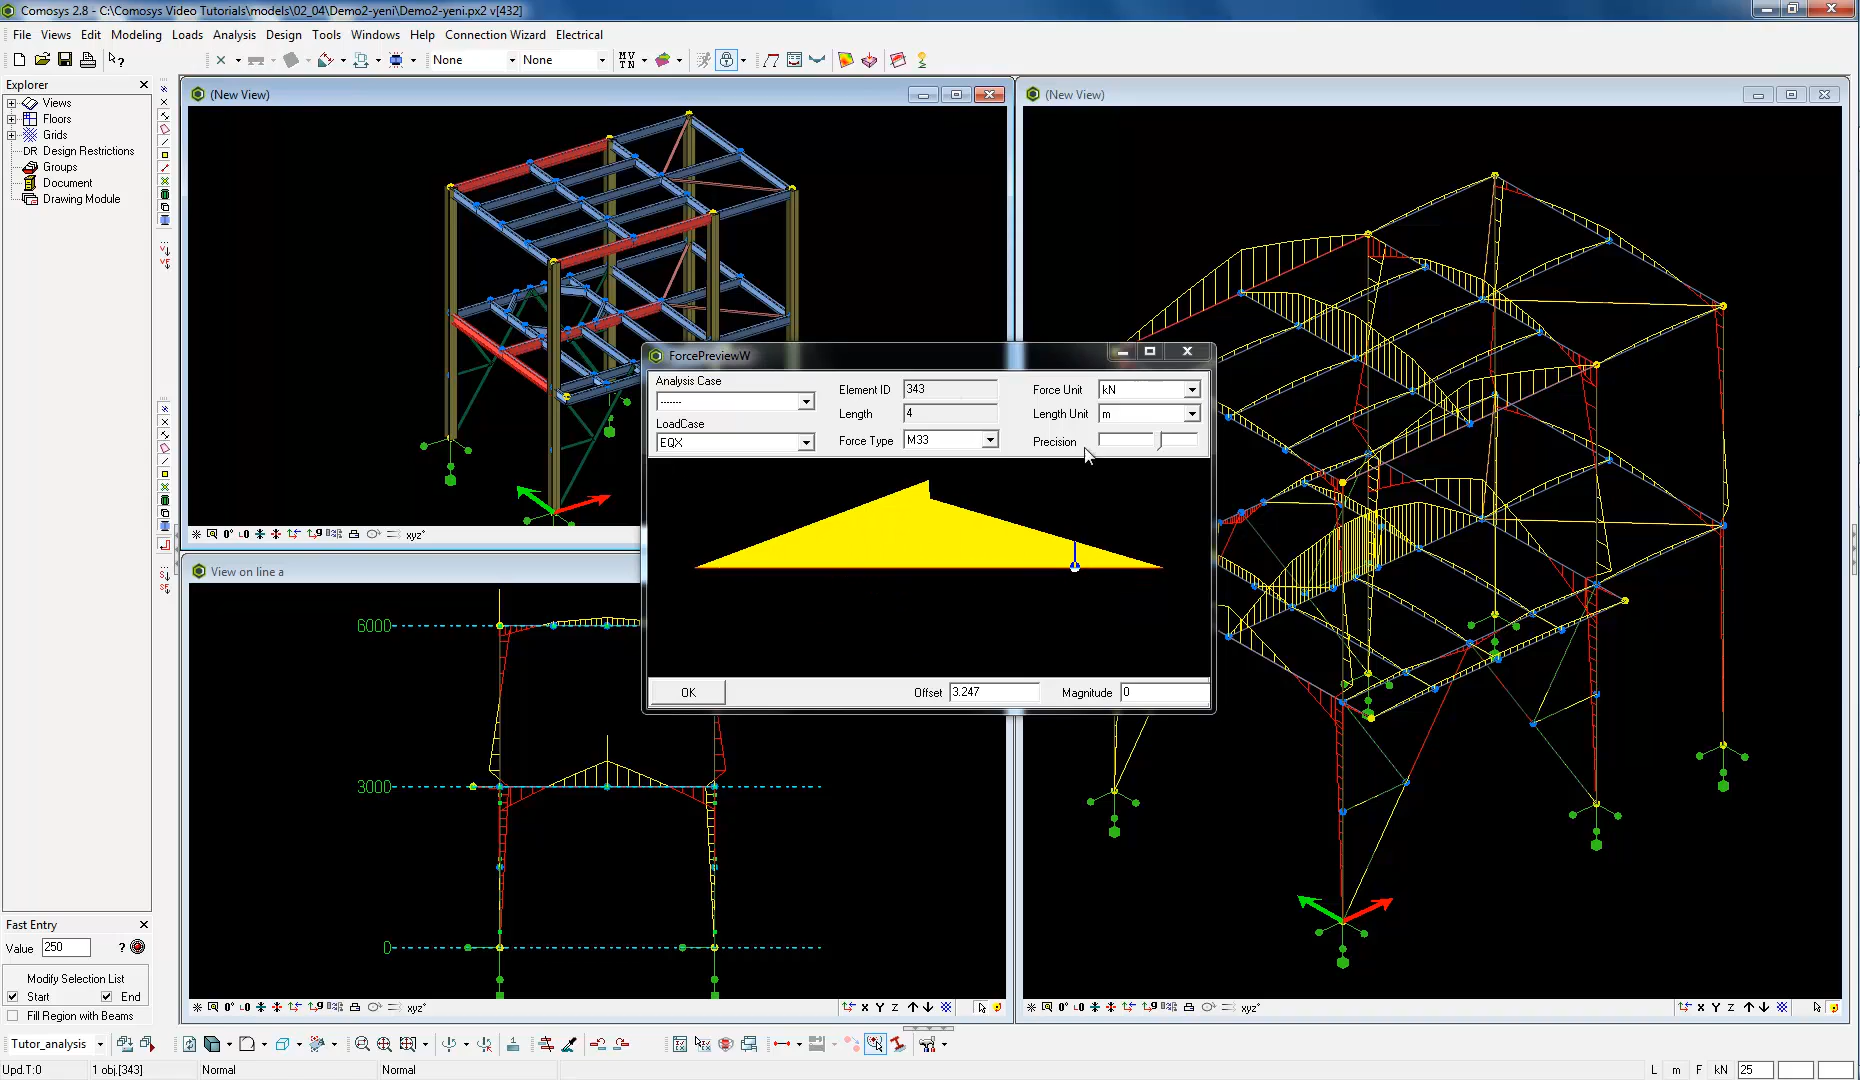 Comosys 2.8 - C:\Comosys Video Tutorials\models\02_04\Demo2-yeni\Demo2-yeni.px2 v[432]
File Views Edit Modeling Loads Analysis Design Tools Windows Help Connection Wizard Electrical
None None MV TN
Explorer
Views
Floors
Grids
DR Design Restrictions
Groups
Document
Drawing Module
(New View)
(New View)
ForcePreviewW
Analysis Case
-------
LoadCase
EQX
Element ID 343
Length 4
Force Type M33
Force Unit kN
Length Unit m
Precision
OK
Offset 3.247
Magnitude 0
xyz
View on line a
6000
3000
0
X Y Z
xyz
xyz
X Y Z
Fast Entry
Value 250 ?
Modify Selection List
Start End
Fill Region with Beams
Tutor_analysis
Upd.T:0 1 obj.[343] Normal Normal L m F kN 25